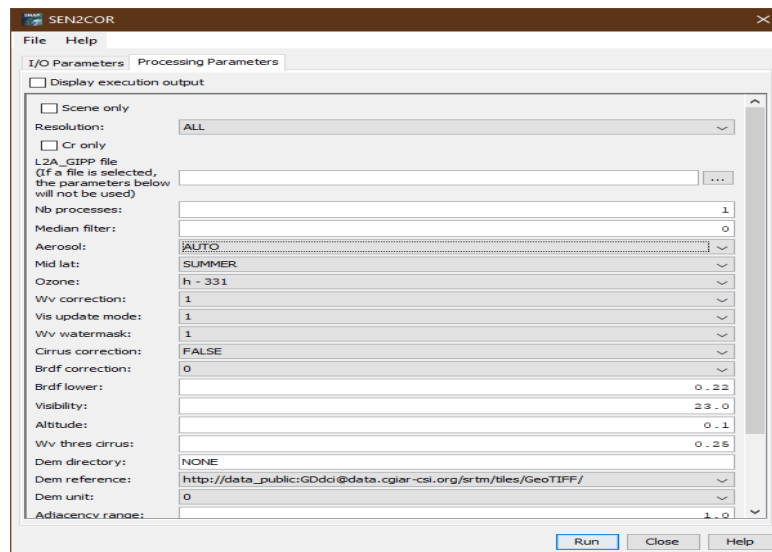 SNAP
SEN2COR
File Help
I/O Parameters Processing Parameters
Display execution output
Scene only
Resolution: ALL
Cr only
L2A_GIPP file
(If a file is selected,
the parameters below
will not be used) ...
Nb processes: 1
Median filter: 0
Aerosol: AUTO
Mid lat: SUMMER
Ozone: h - 331
Wv correction: 1
Vis update mode: 1
Wv watermask: 1
Cirrus correction: FALSE
Brdf correction: 0
Brdf lower: 0.22
Visibility: 23.0
Altitude: 0.1
Wv thres cirrus: 0.25
Dem directory: NONE
Dem reference: http://data_public:GDdci@data.cgiar-csi.org/srtm/tiles/GeoTIFF/
Dem unit: 0
Adjacency range: 1.0
Run Close Help